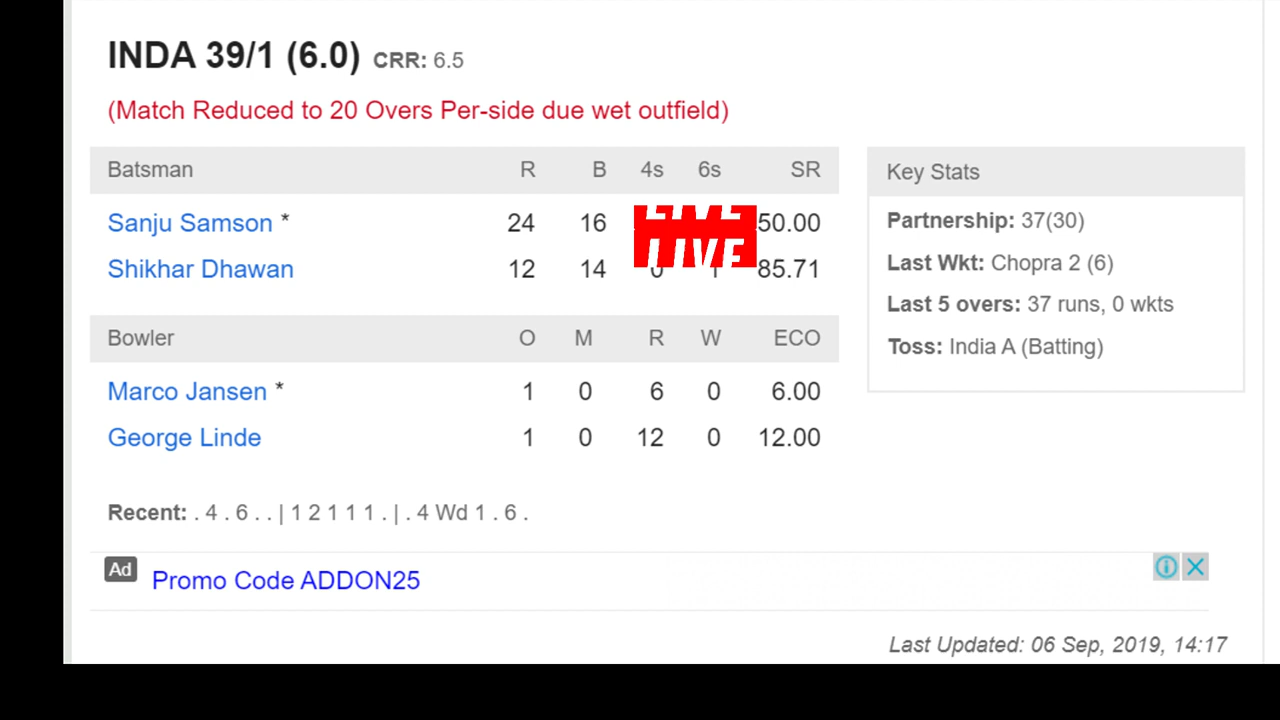 INDA 39/1 (6.0) CRR: 6.5
(Match Reduced to 20 Overs Per-side due wet outfield)
Batsman R B 4s 6s SR
Sanju Samson * 24 16 50.00
Shikhar Dhawan 12 14 0 1 85.71
LIVE
Bowler O M R W ECO
Marco Jansen * 1 0 6 0 6.00
George Linde 1 0 12 0 12.00
Recent: . 4 . 6 . . | 1 2 1 1 1 . | . 4 Wd 1 . 6 .
Key Stats
Partnership: 37(30)
Last Wkt: Chopra 2 (6)
Last 5 overs: 37 runs, 0 wkts
Toss: India A (Batting)
Ad
Promo Code ADDON25
Last Updated: 06 Sep, 2019, 14:17